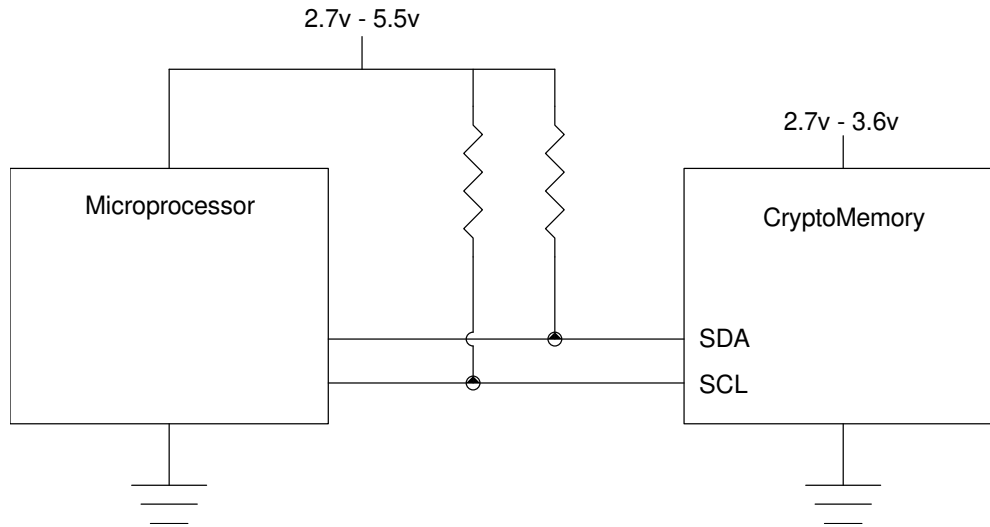 2.7v - 5.5v
2.7v - 3.6v
Microprocessor
CryptoMemory
SDA
SCL